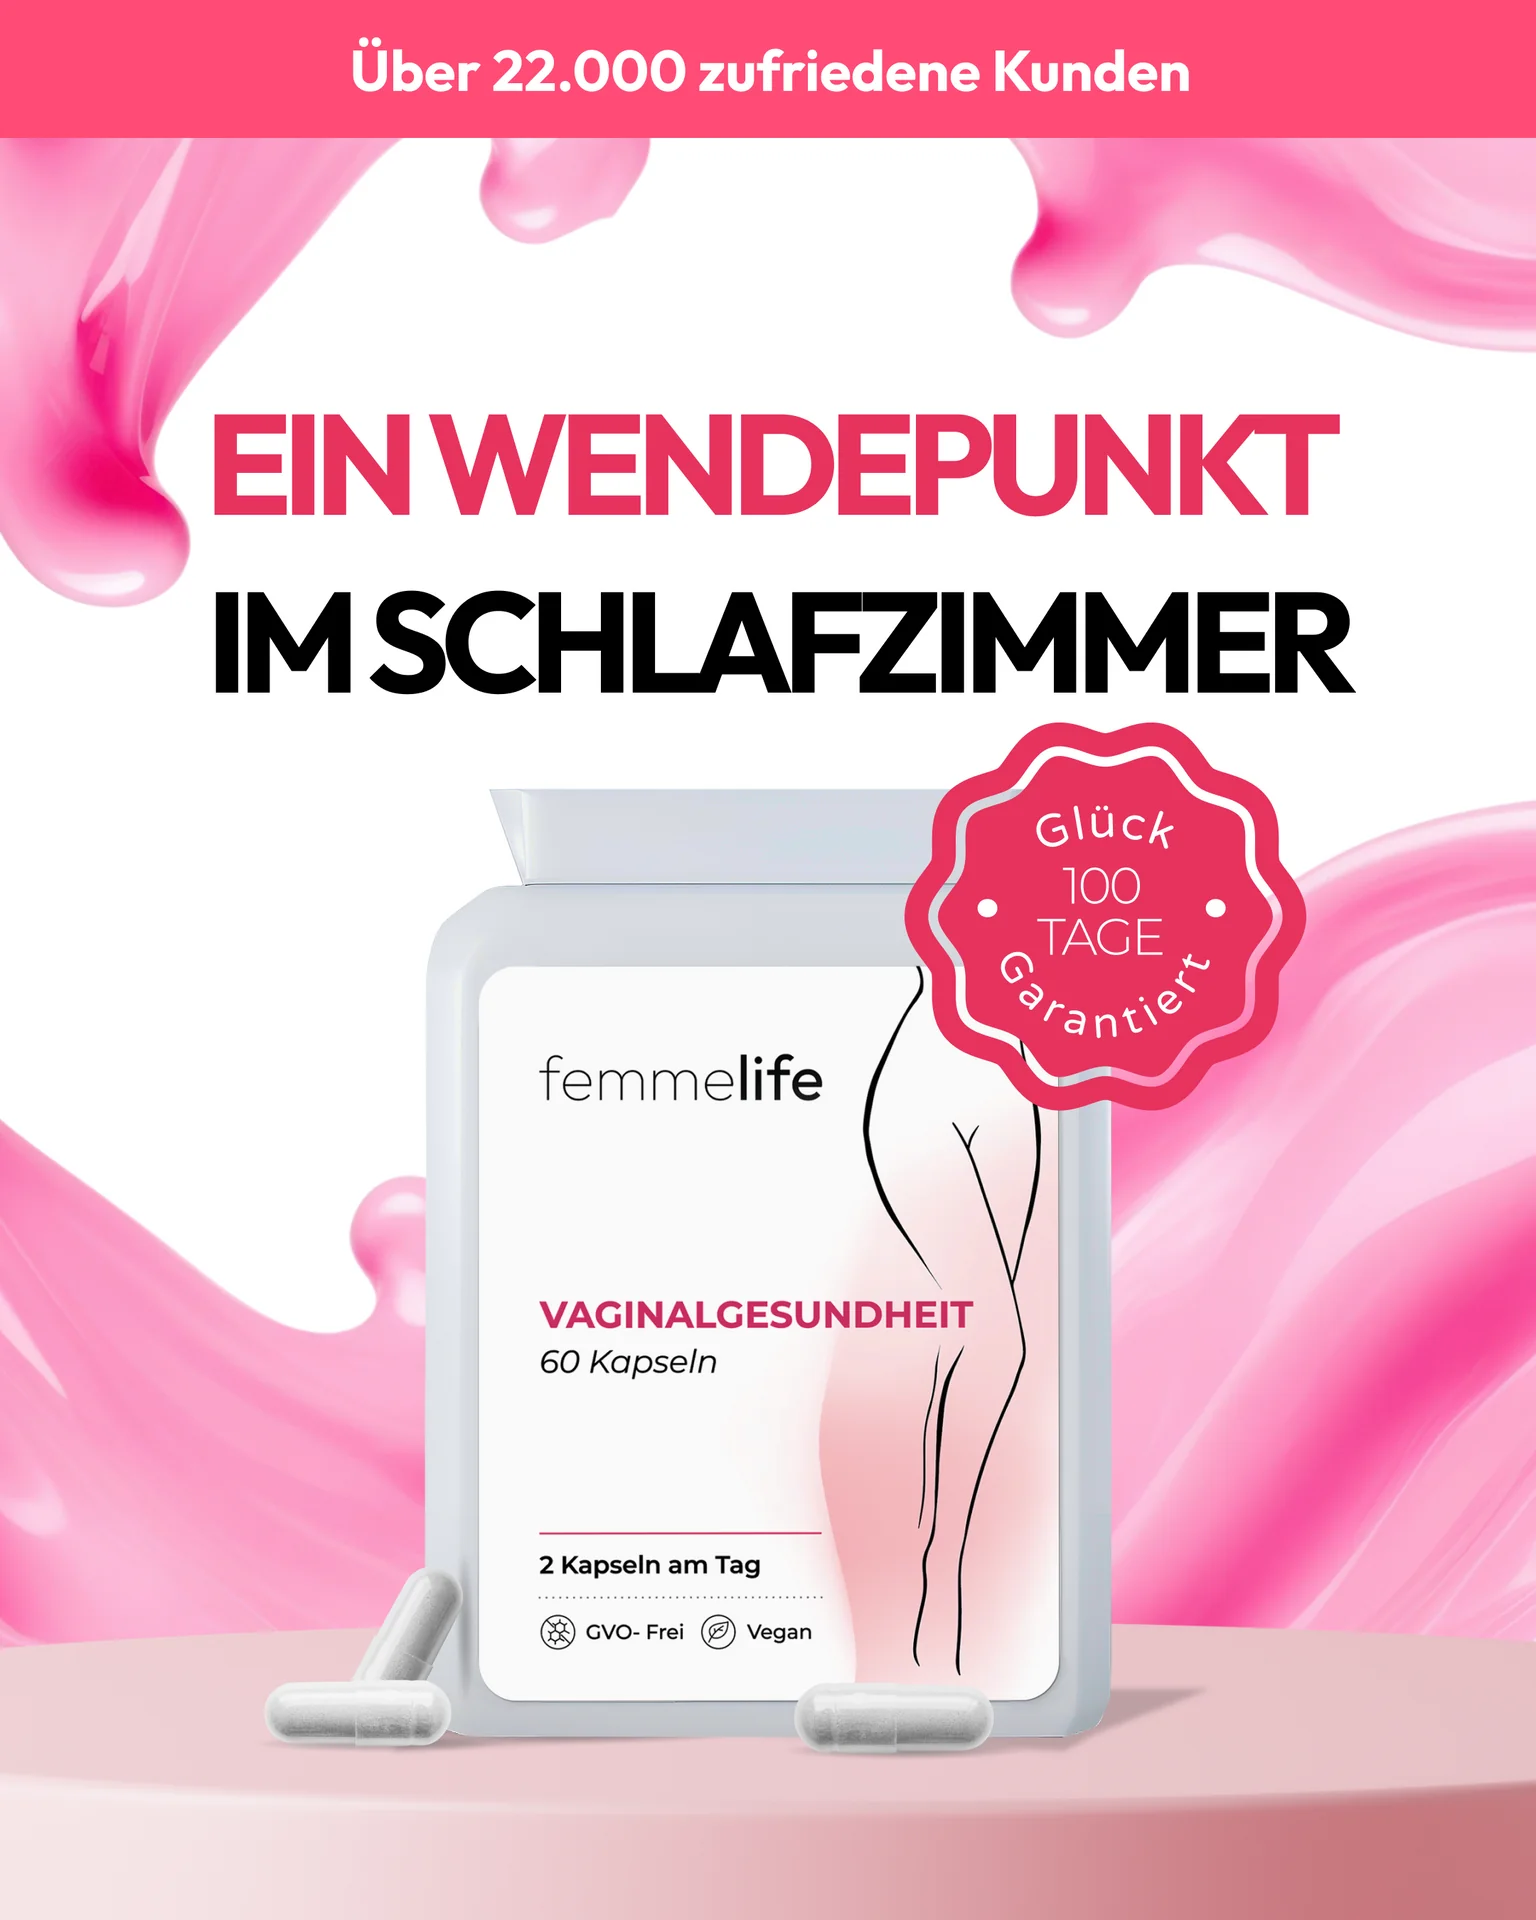 Über 22.000 zufriedene Kunden
EIN WENDEPUNKT
IM SCHLAFZIMMER
Glück
100
TAGE
Garantiert
femmelife
VAGINALGESUNDHEIT
60 Kapseln
2 Kapseln am Tag
GVO- Frei Vegan